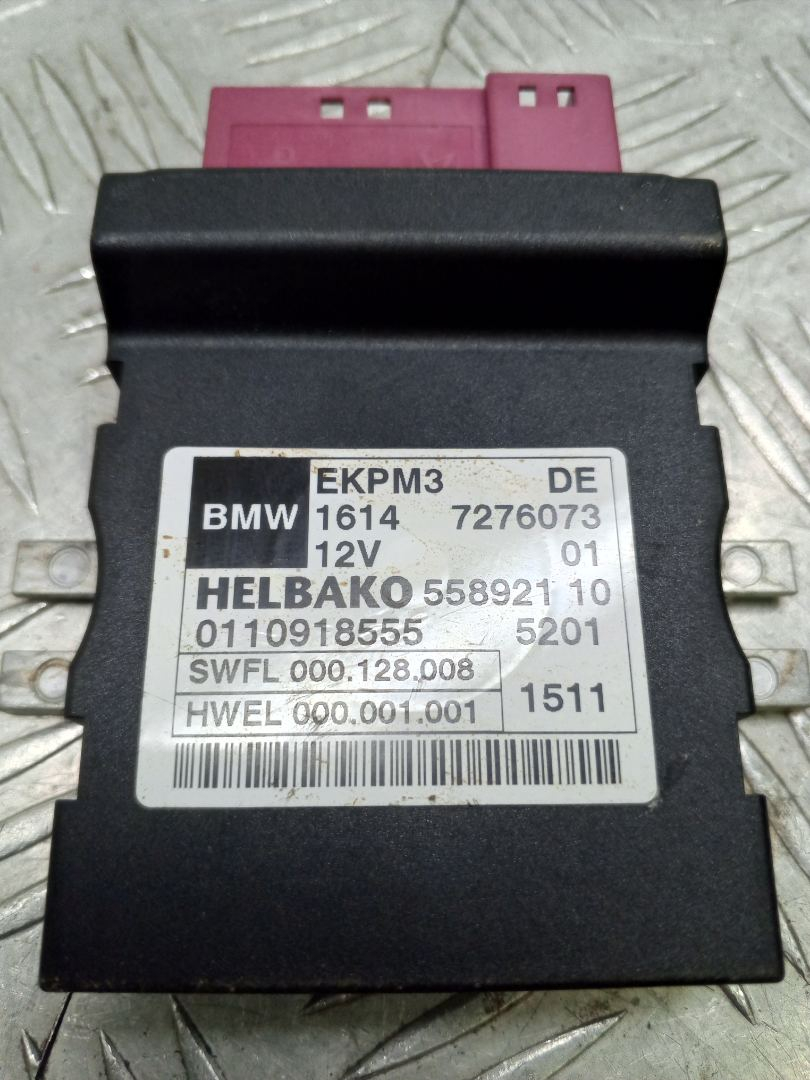 EKPM3 DE
BMW 1614 7276073
12V 01
HELBAKO 558921 10
0110918555 5201
SWFL 000.128.008
HWEL 000.001.001 1511